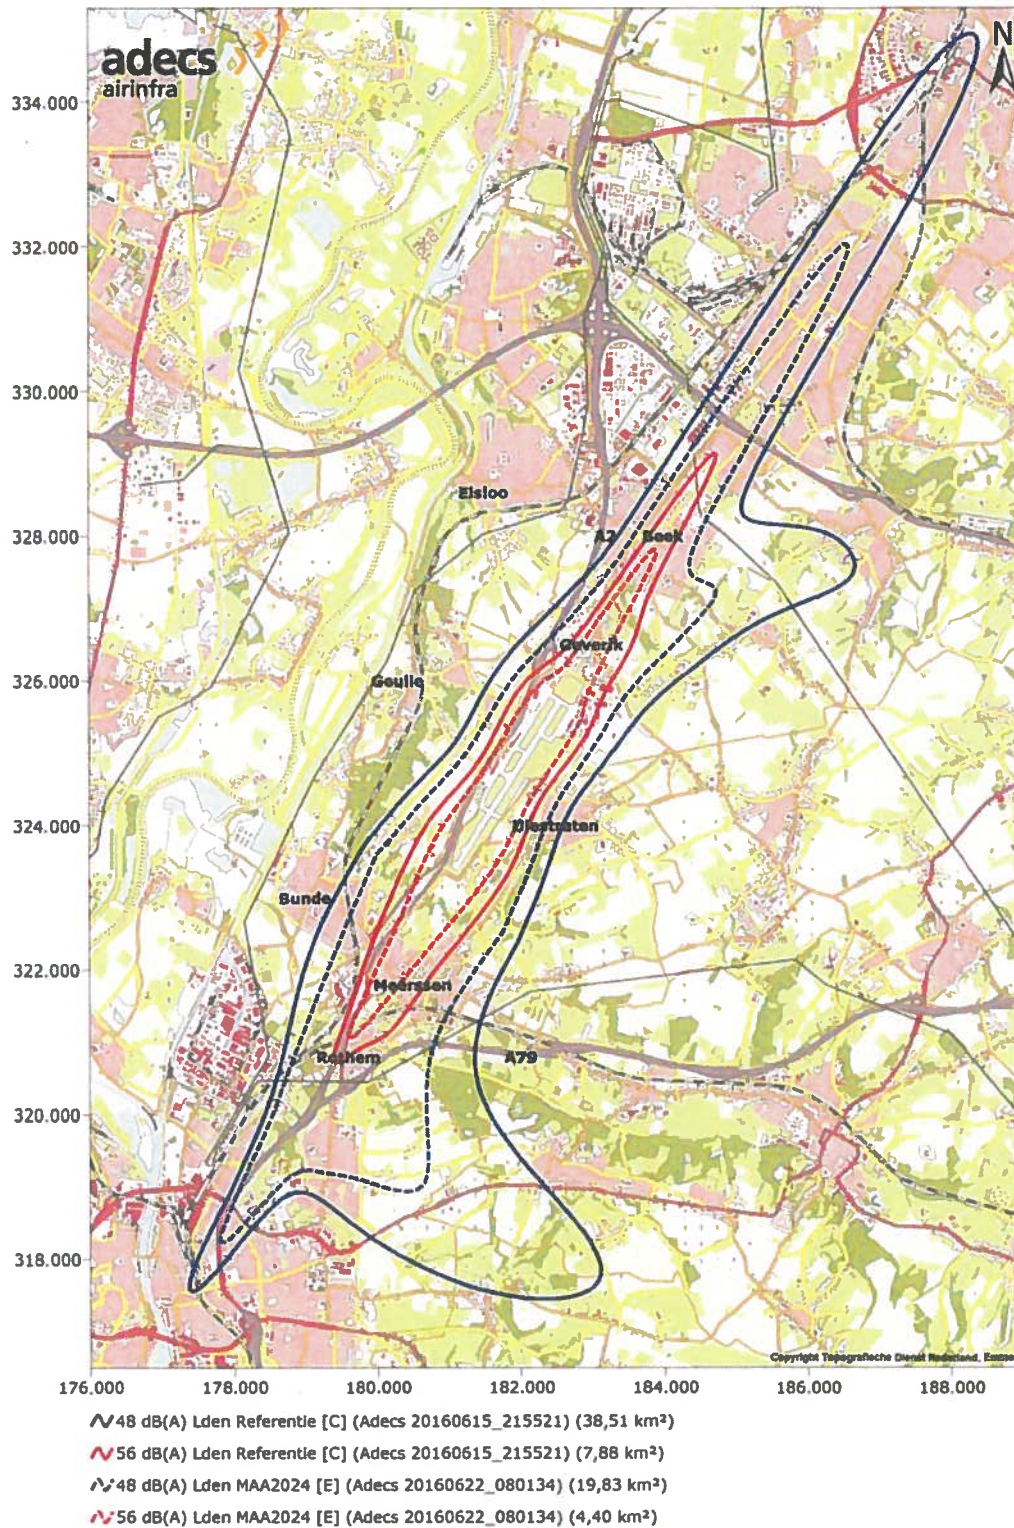 adecs
airinfra
N
334.000
332.000
330.000
328.000
326.000
324.000
322.000
320.000
318.000
Elsloo
A2
Beek
Geverik
Geulle
Ulestraten
Bunde
Meerssen
Rothem
A79
Copyright Topografische Dienst Nederland,
176.000
178.000
180.000
182.000
184.000
186.000
188.000
48 dB(A) Lden Referentie [C] (Adecs 20160615_215521) (38,51 km²)
56 dB(A) Lden Referentie [C] (Adecs 20160615_215521) (7,88 km²)
48 dB(A) Lden MAA2024 [E] (Adecs 20160622_080134) (19,83 km²)
56 dB(A) Lden MAA2024 [E] (Adecs 20160622_080134) (4,40 km²)